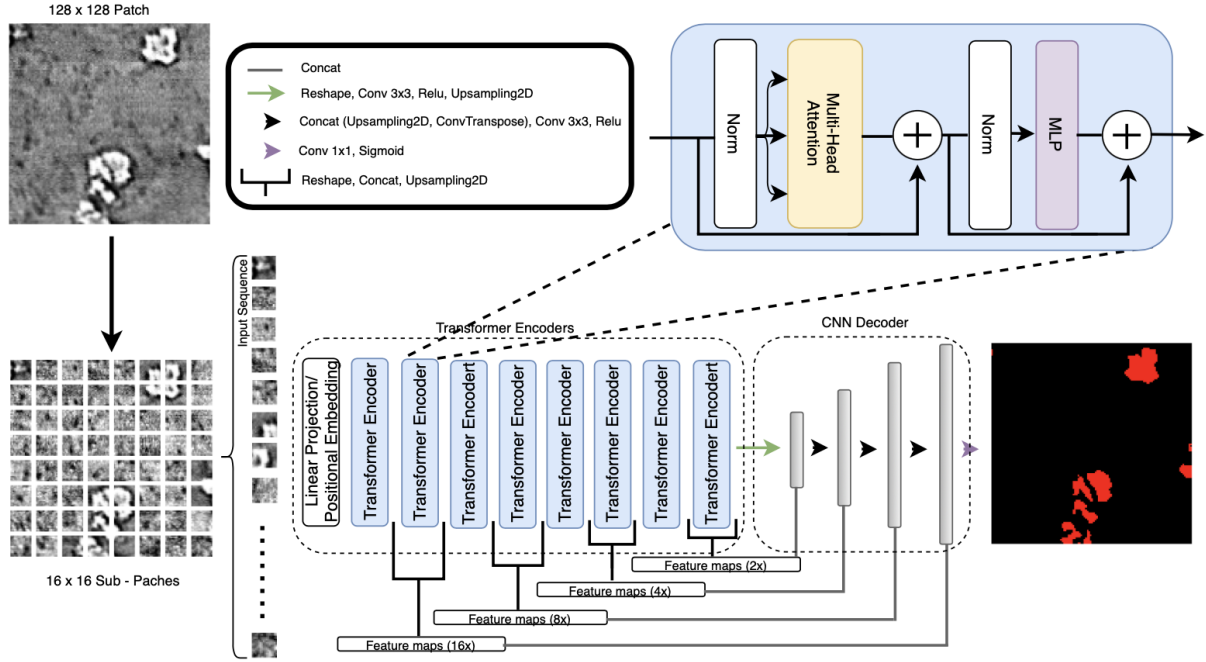 128 x 128 Patch
Concat
Reshape, Conv 3x3, Relu, Upsampling2D
Concat (Upsampling2D, ConvTranspose), Conv 3x3, Relu
Conv 1x1, Sigmoid
Reshape, Concat, Upsampling2D
Norm
Multi-Head
Attention
Norm
MLP
Input Sequence
16 x 16 Sub - Paches
Transformer Encoders
CNN Decoder
Linear Projection/
Positional Embedding
Transformer Encoder
Transformer Encoder
Transformer Encoder
Transformer Encodert
Transformer Encoder
Transformer Encoder
Transformer Encoder
Transformer Encodert
Feature maps (2x)
Feature maps (4x)
Feature maps (8x)
Feature maps (16x)